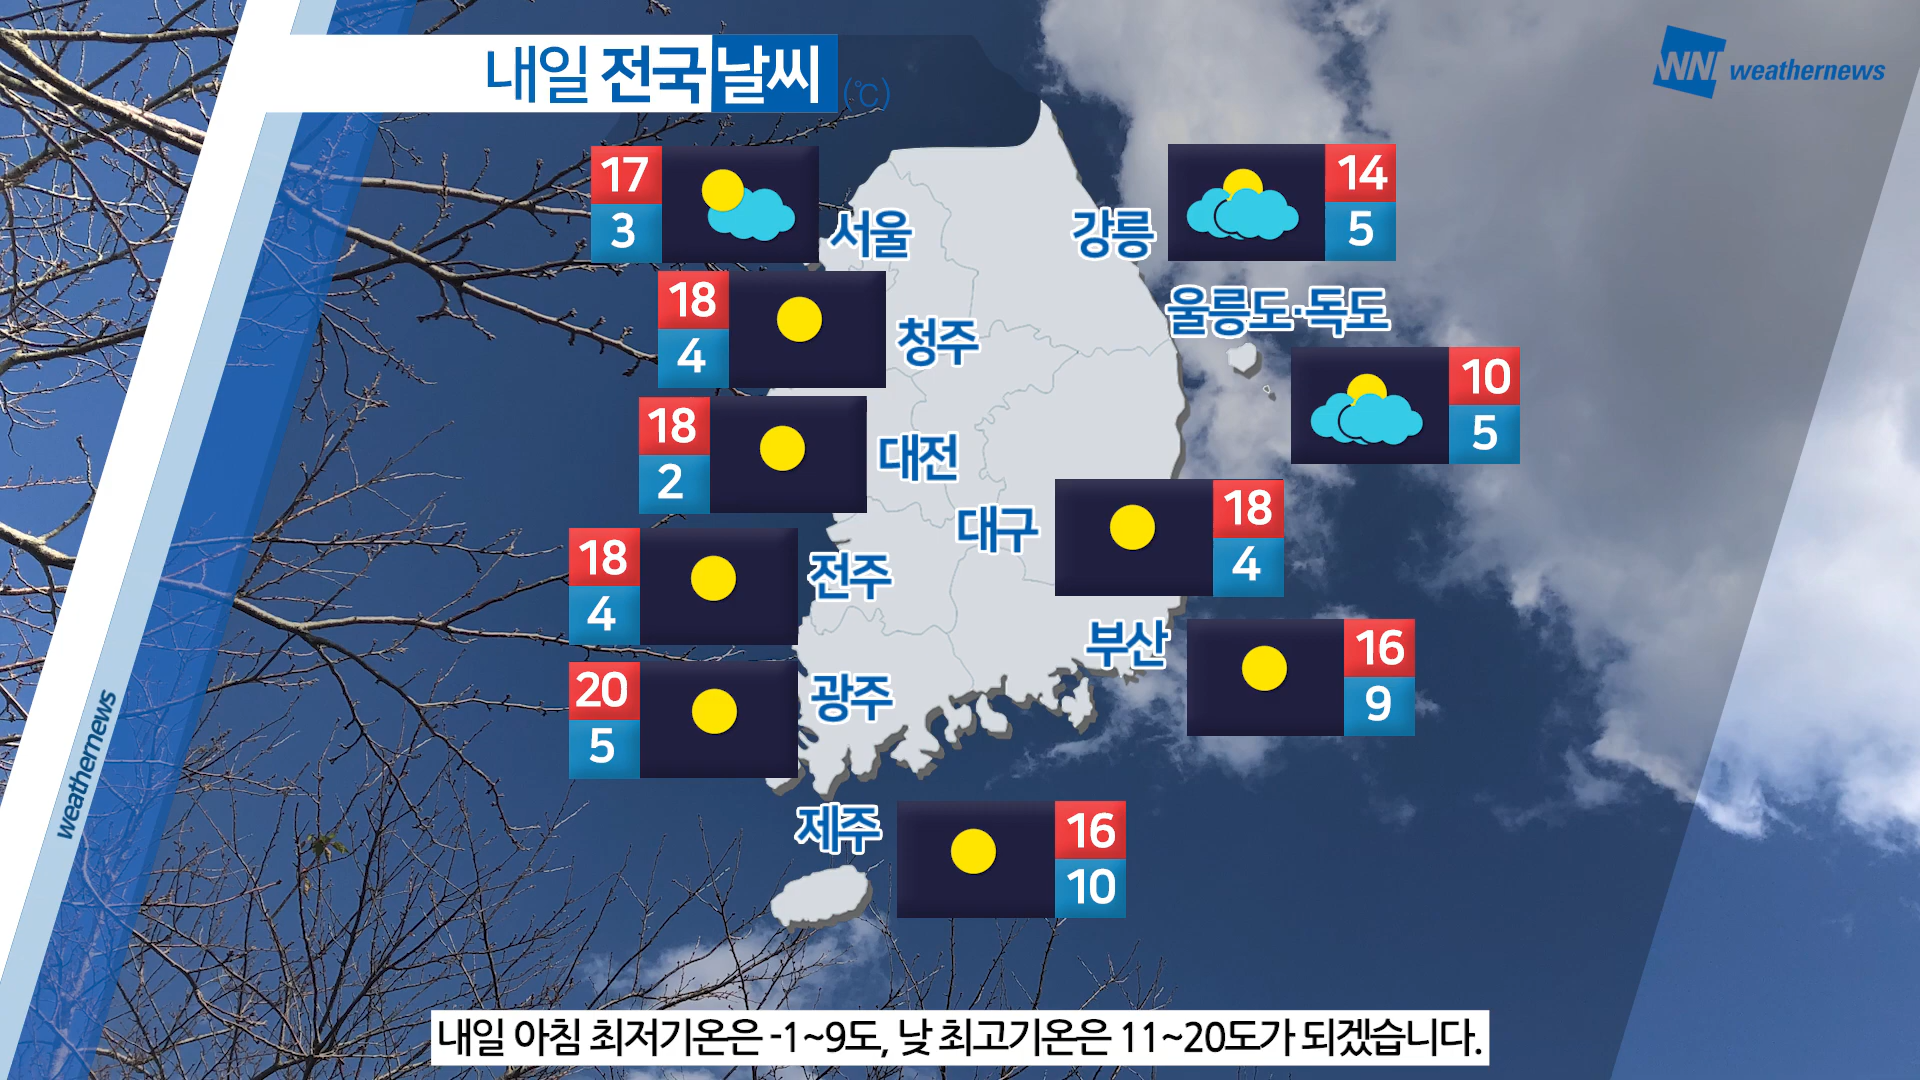 내일 전국 날씨 (℃)
WN weathernews
17
3
서울
강릉
14
5
18
4
청주
울릉도·독도
10
5
18
2
대전
대구
18
4
18
4
전주
부산
16
9
20
5
광주
제주
16
10
weathernews
내일 아침 최저기온은 -1~9도, 낮 최고기온은 11~20도가 되겠습니다.